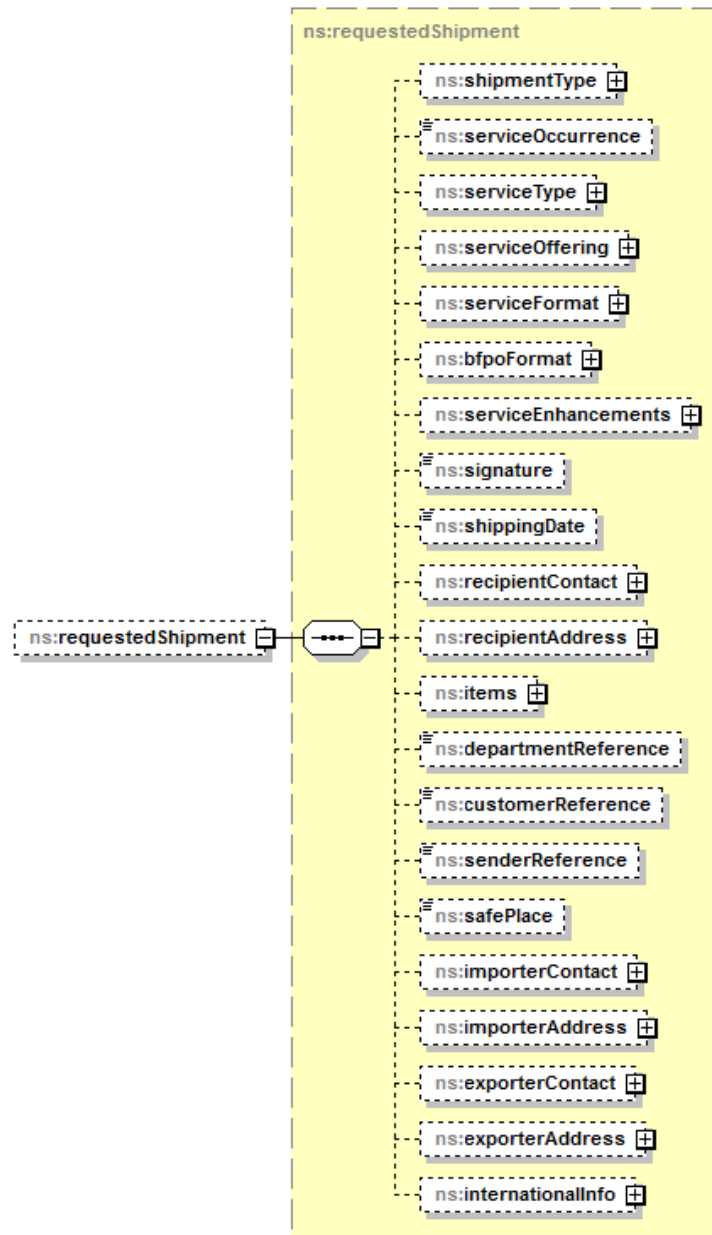 ns:requestedShipment
ns:shipmentType
ns:serviceOccurrence
ns:serviceType
ns:serviceOffering
ns:serviceFormat
ns:bfpoFormat
ns:serviceEnhancements
ns:signature
ns:shippingDate
ns:recipientContact
ns:requestedShipment
ns:recipientAddress
ns:items
ns:departmentReference
ns:customerReference
ns:senderReference
ns:safePlace
ns:importerContact
ns:importerAddress
ns:exporterContact
ns:exporterAddress
ns:internationalInfo